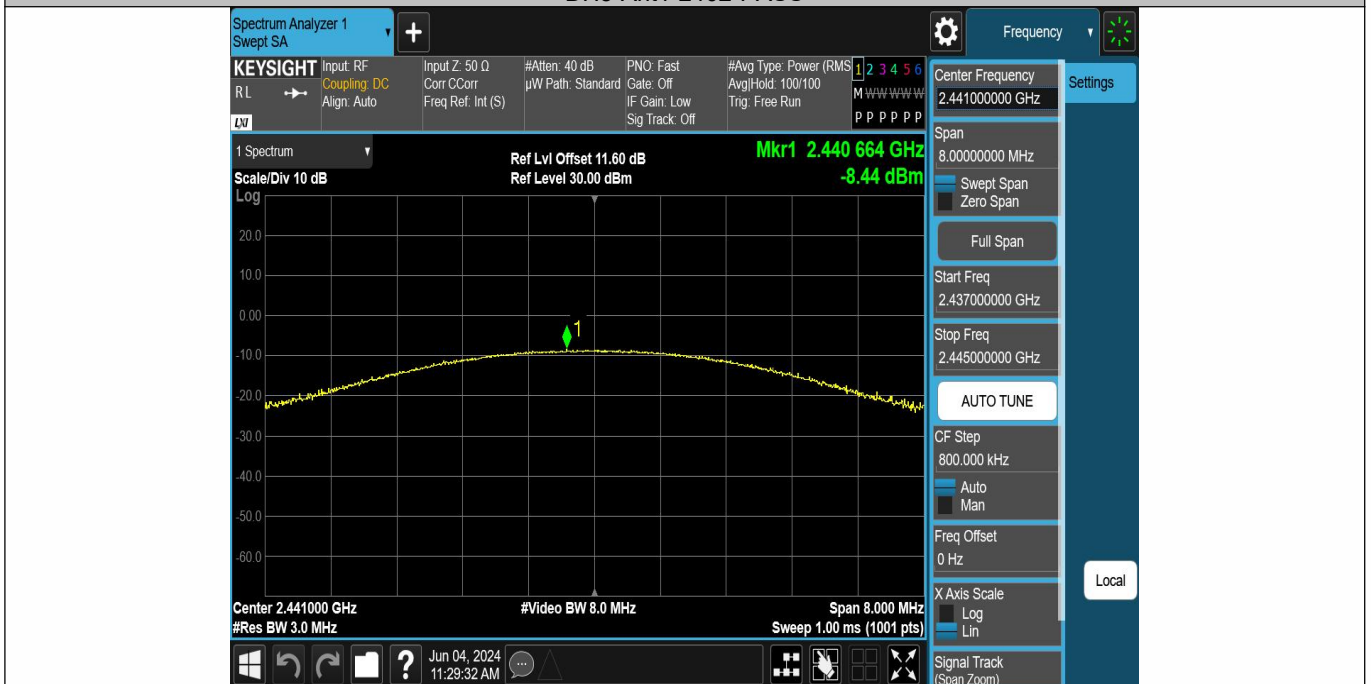 Spectrum Analyzer 1
Swept SA
Frequency
KEYSIGHT
RL
LXI
Input: RF
Coupling: DC
Align: Auto
Input Z: 50 Ω
Corr CCorr
Freq Ref: Int (S)
#Atten: 40 dB
µW Path: Standard
PNO: Fast
Gate: Off
IF Gain: Low
Sig Track: Off
#Avg Type: Power (RMS
Avg|Hold: 100/100
Trig: Free Run
1 2 3 4 5 6
M W W W W W
P P P P P P
1 Spectrum
Scale/Div 10 dB
Log
Ref Lvl Offset 11.60 dB
Ref Level 30.00 dBm
Mkr1 2.440 664 GHz
-8.44 dBm
20.0
10.0
0.00
1
-10.0
-20.0
-30.0
-40.0
-50.0
-60.0
Center 2.441000 GHz
#Res BW 3.0 MHz
#Video BW 8.0 MHz
Span 8.000 MHz
Sweep 1.00 ms (1001 pts)
Jun 04, 2024
11:29:32 AM
Center Frequency
2.441000000 GHz
Settings
Span
8.00000000 MHz
Swept Span
Zero Span
Full Span
Start Freq
2.437000000 GHz
Stop Freq
2.445000000 GHz
AUTO TUNE
CF Step
800.000 kHz
Auto
Man
Freq Offset
0 Hz
X Axis Scale
Log
Lin
Local
Signal Track
(Span Zoom)